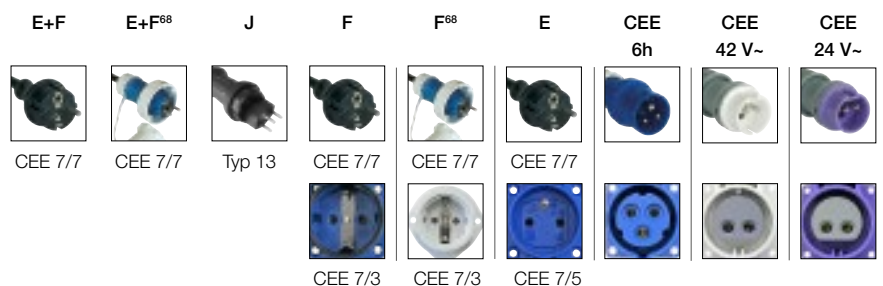 E+F E+F⁶⁸ J F F⁶⁸ E CEE CEE CEE
6h 42 V~ 24 V~
CEE 7/7 CEE 7/7 Typ 13 CEE 7/7 CEE 7/7 CEE 7/7
CEE 7/3 CEE 7/3 CEE 7/5